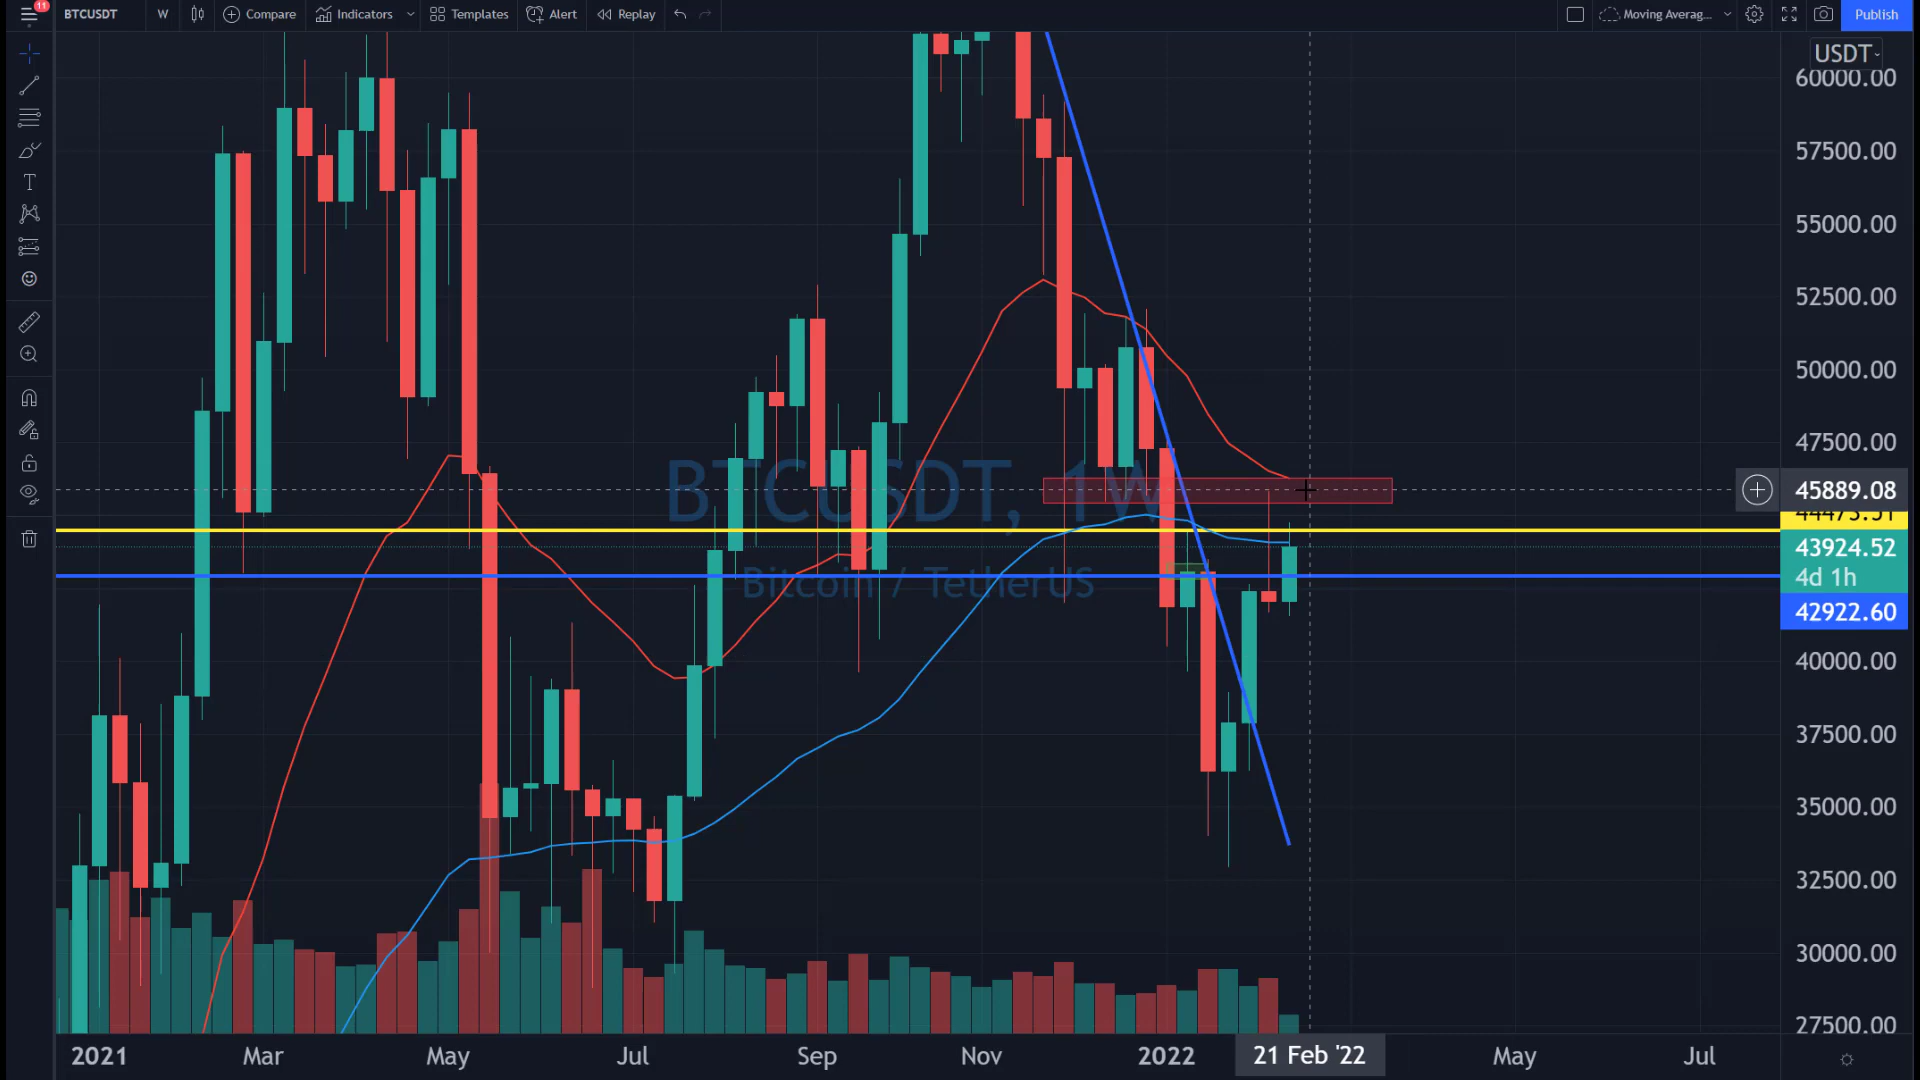 11
BTCUSDT W Compare Indicators Templates Alert Replay Moving Averag... Publish
USDT
60000.00
57500.00
55000.00
52500.00
50000.00
47500.00
BTCUSDT, 1W
Bitcoin / TetherUS
45889.08
44473.51
43924.52
4d 1h
42922.60
40000.00
37500.00
35000.00
32500.00
30000.00
27500.00
2021 Mar May Jul Sep Nov 2022 21 Feb '22 May Jul